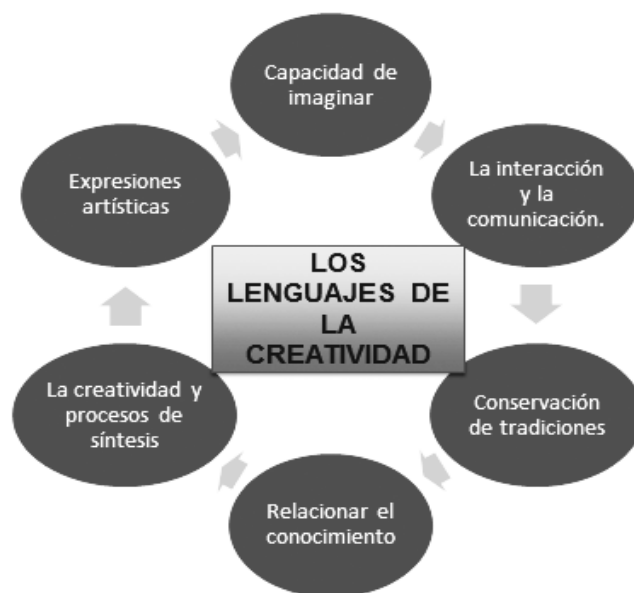 Capacidad de
imaginar
La interacción
y la
comunicación.
Conservación
de tradiciones
Relacionar el
conocimiento
La creatividad y
procesos de
síntesis
Expresiones
artísticas
LOS
LENGUAJES DE
LA
CREATIVIDAD